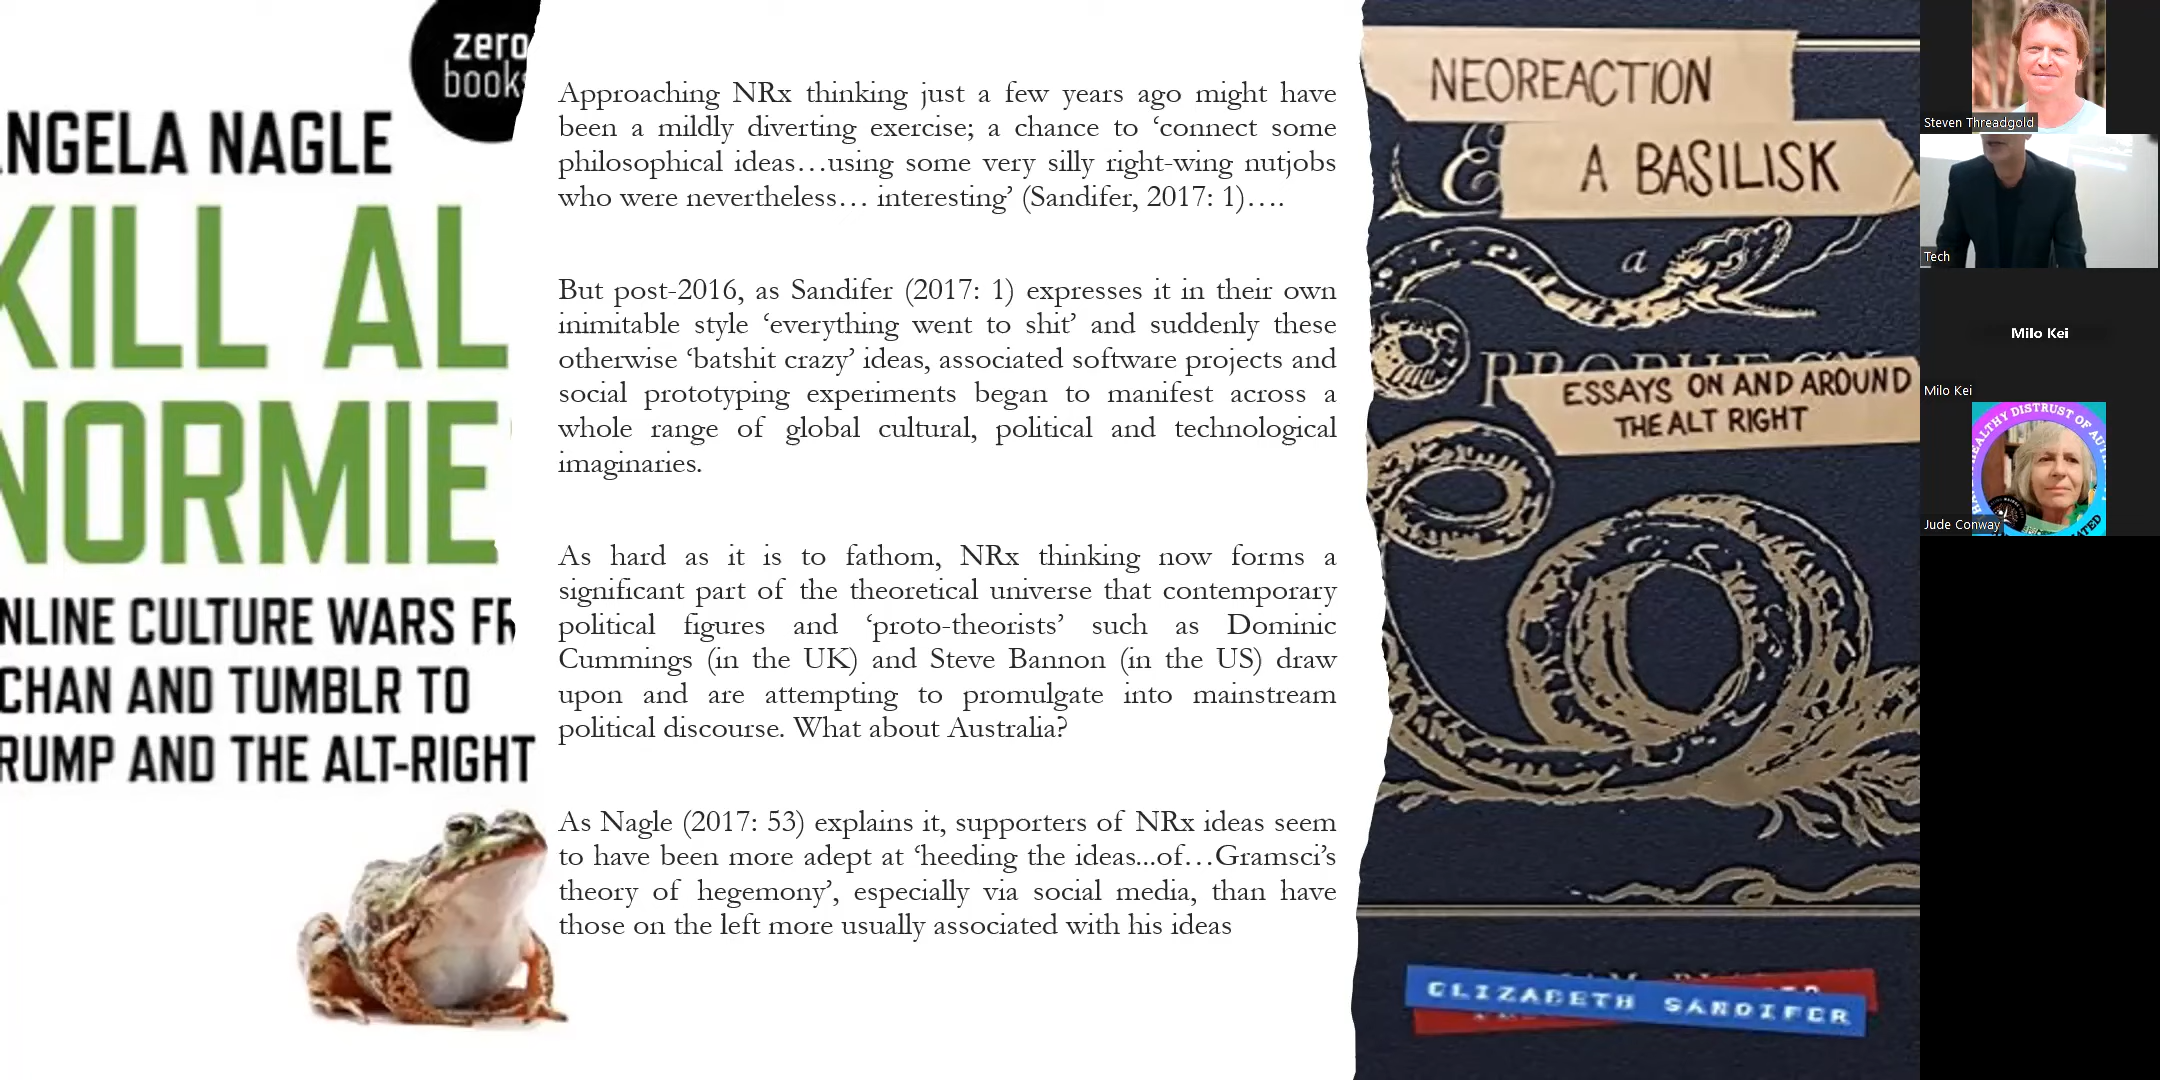 zero
books
ANGELA NAGLE
KILL AL
NORMIE
NLINE CULTURE WARS FR
CHAN AND TUMBLR TO
RUMP AND THE ALT-RIGHT
Approaching NRx thinking just a few years ago might have
been a mildly diverting exercise; a chance to ‘connect some
philosophical ideas…using some very silly right-wing nutjobs
who were nevertheless… interesting’ (Sandifer, 2017: 1)….
But post-2016, as Sandifer (2017: 1) expresses it in their own
inimitable style ‘everything went to shit’ and suddenly these
otherwise ‘batshit crazy’ ideas, associated software projects and
social prototyping experiments began to manifest across a
whole range of global cultural, political and technological
imaginaries.
As hard as it is to fathom, NRx thinking now forms a
significant part of the theoretical universe that contemporary
political figures and ‘proto-theorists’ such as Dominic
Cummings (in the UK) and Steve Bannon (in the US) draw
upon and are attempting to promulgate into mainstream
political discourse. What about Australia?
As Nagle (2017: 53) explains it, supporters of NRx ideas seem
to have been more adept at ‘heeding the ideas...of…Gramsci’s
theory of hegemony’, especially via social media, than have
those on the left more usually associated with his ideas
NEOREACTION
A BASILISK
a
PROPHECY
ESSAYS ON AND AROUND
THE ALT RIGHT
ELIZABETH SANDIFER
Steven Threadgold
Tech
Milo Kei
Milo Kei
HEALTHY DISTRUST OF
Jude Conway